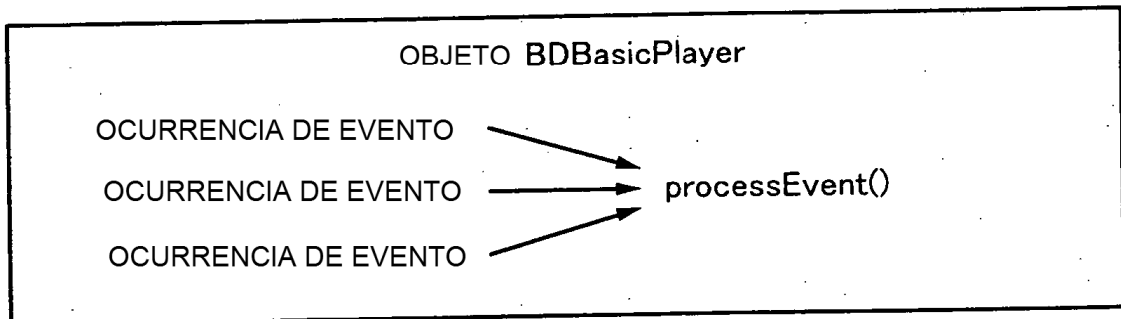 OBJETO BDBasicPlayer
OCURRENCIA DE EVENTO
OCURRENCIA DE EVENTO
processEvent()
OCURRENCIA DE EVENTO